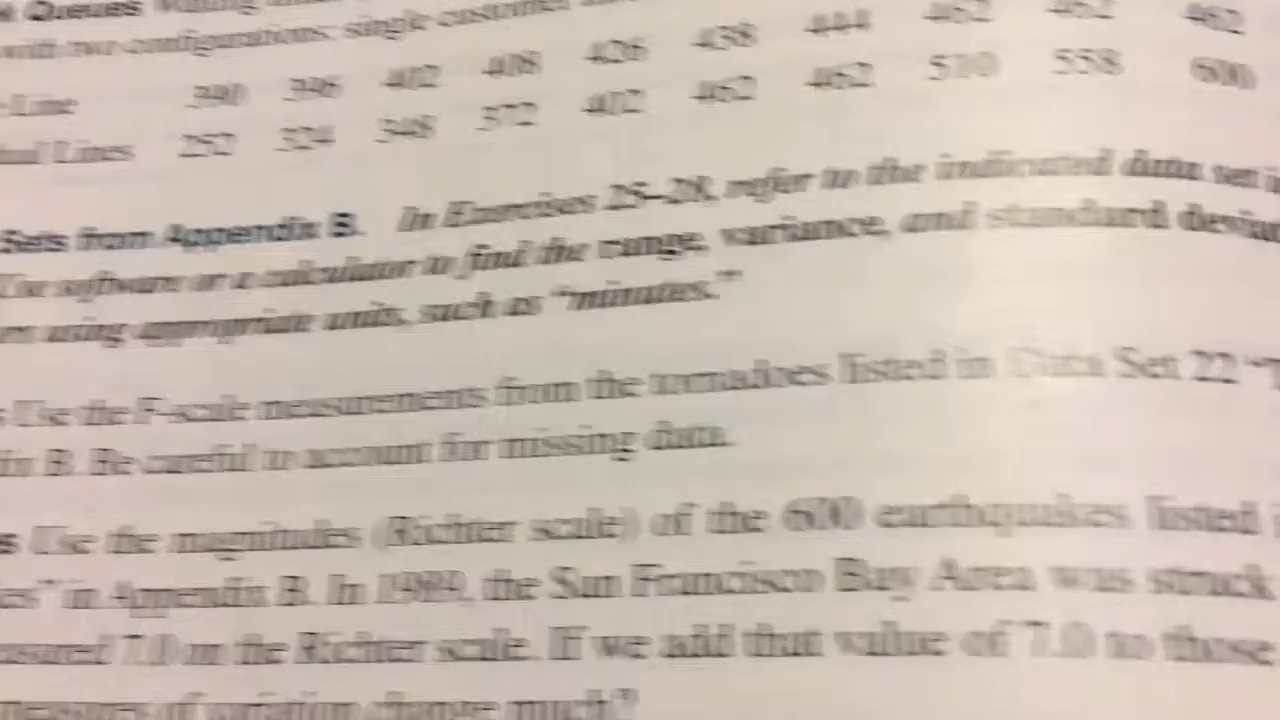 Queues Waiting
with two configurations: single customer
-Line 390 396 402 408 426 438 444 462 462 462
Lines 252 324 348 372 402 462 462 510 558 600
Sets from Appendix B. In Exercises 25–28, refer to the indicated data set
Use software or a calculator to find the range, variance, and standard
using appropriate units, such as "minutes."
Use the F-scale measurements from the tornadoes listed in Data Set 22
B. Be careful to account for missing data.
Use the magnitudes (Richter scale) of the 600 earthquakes listed
in Appendix B. In 1989, the San Francisco Bay Area was struck
7.0 on the Richter scale. If we add that value of 7.0 to those
measures of variation change much?